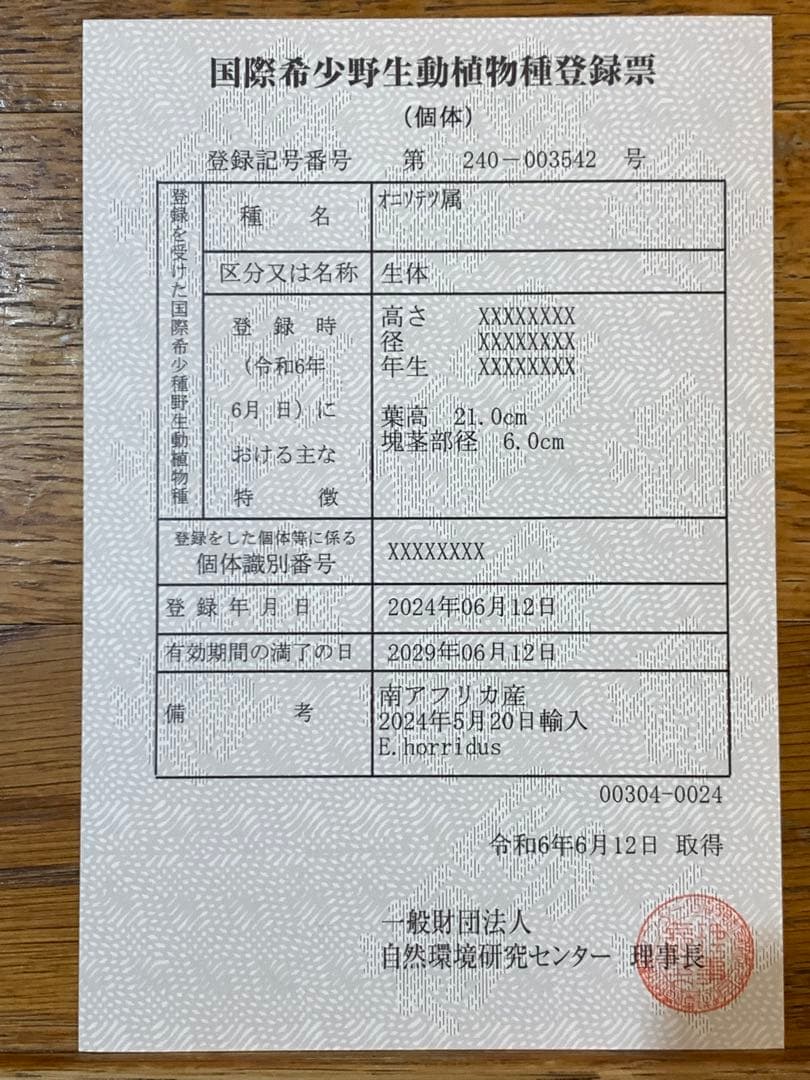 国際希少野生動植物種登録票
(個体)
登録記号番号 第 240-003542 号
登録を受けた国際希少種野生動植物種
種 名 ｵﾆｿﾃﾂ属
区分又は名称 生体
登 録 時
(令和6年
6月 日)に
おける主な
特 徴
高さ XXXXXXXX
径 XXXXXXXX
年生 XXXXXXXX
葉高 21.0cm
塊茎部径 6.0cm
登録をした個体等に係る
個体識別番号 XXXXXXXX
登録年月日 2024年06月12日
有効期間の満了の日 2029年06月12日
備 考
南アフリカ産
2024年5月20日輸入
E.horridus
00304-0024
令和6年6月12日 取得
一般財団法人
自然環境研究センター 理事長